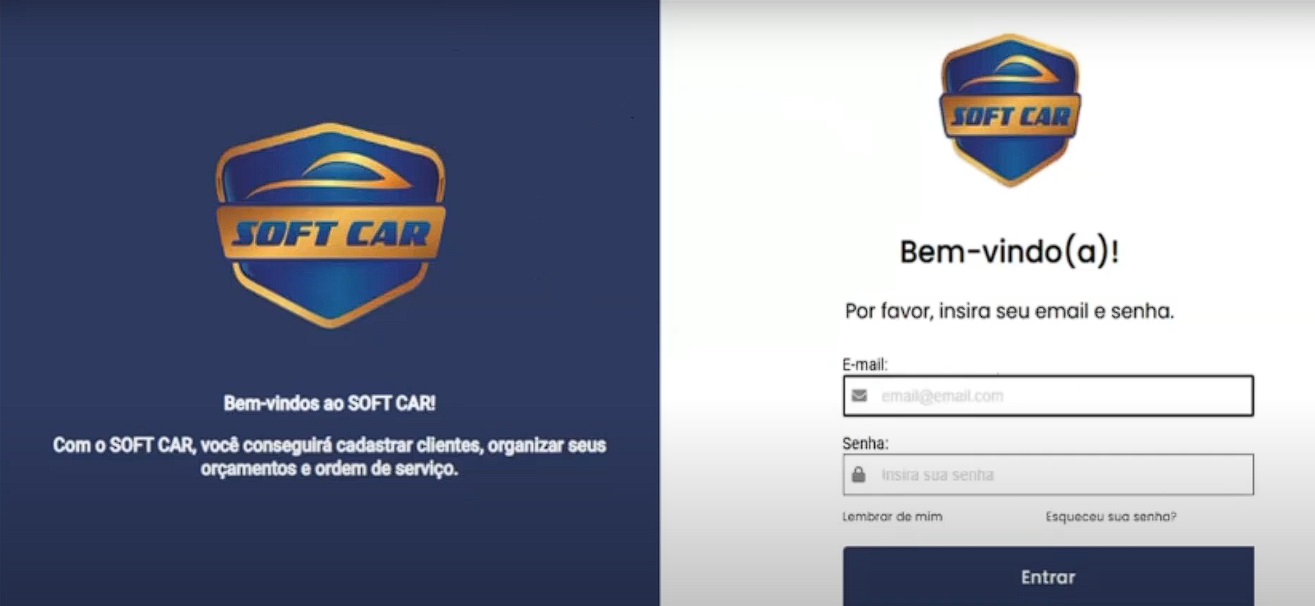 SOFT CAR
Bem-vindos ao SOFT CAR!
Com o SOFT CAR, você conseguirá cadastrar clientes, organizar seus
orçamentos e ordem de serviço.
SOFT CAR
Bem-vindo(a)!
Por favor, insira seu email e senha.
E-mail:
email@email.com
Senha:
Insira sua senha
Lembrar de mim
Esqueceu sua senha?
Entrar